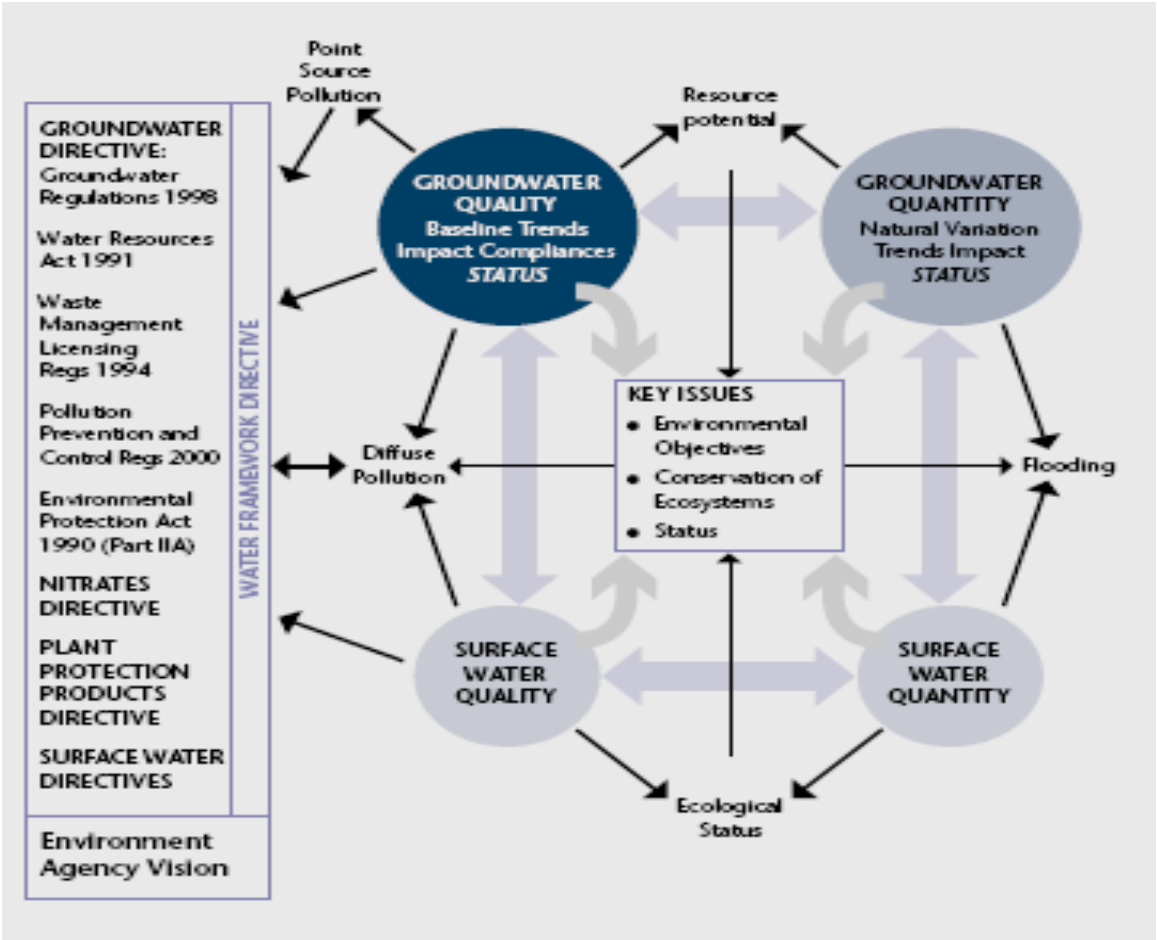 Point
Source
Pollution
Resource
potential
GROUNDWATER
DIRECTIVE:
Groundwater
Regulations 1998
Water Resources
Act 1991
Waste
Management
Licensing
Regs 1994
Pollution
Prevention and
Control Regs 2000
Environmental
Protection Act
1990 (Part IIA)
NITRATES
DIRECTIVE
PLANT
PROTECTION
PRODUCTS
DIRECTIVE
SURFACE WATER
DIRECTIVES
WATER FRAMEWORK DIRECTIVE
Environment
Agency Vision
GROUNDWATER
QUALITY
Baseline Trends
Impact Compliances
STATUS
GROUNDWATER
QUANTITY
Natural Variation
Trends Impact
STATUS
KEY ISSUES
• Environmental
Objectives
• Conservation of
Ecosystems
• Status
Diffuse
Pollution
Flooding
SURFACE
WATER
QUALITY
SURFACE
WATER
QUANTITY
Ecological
Status